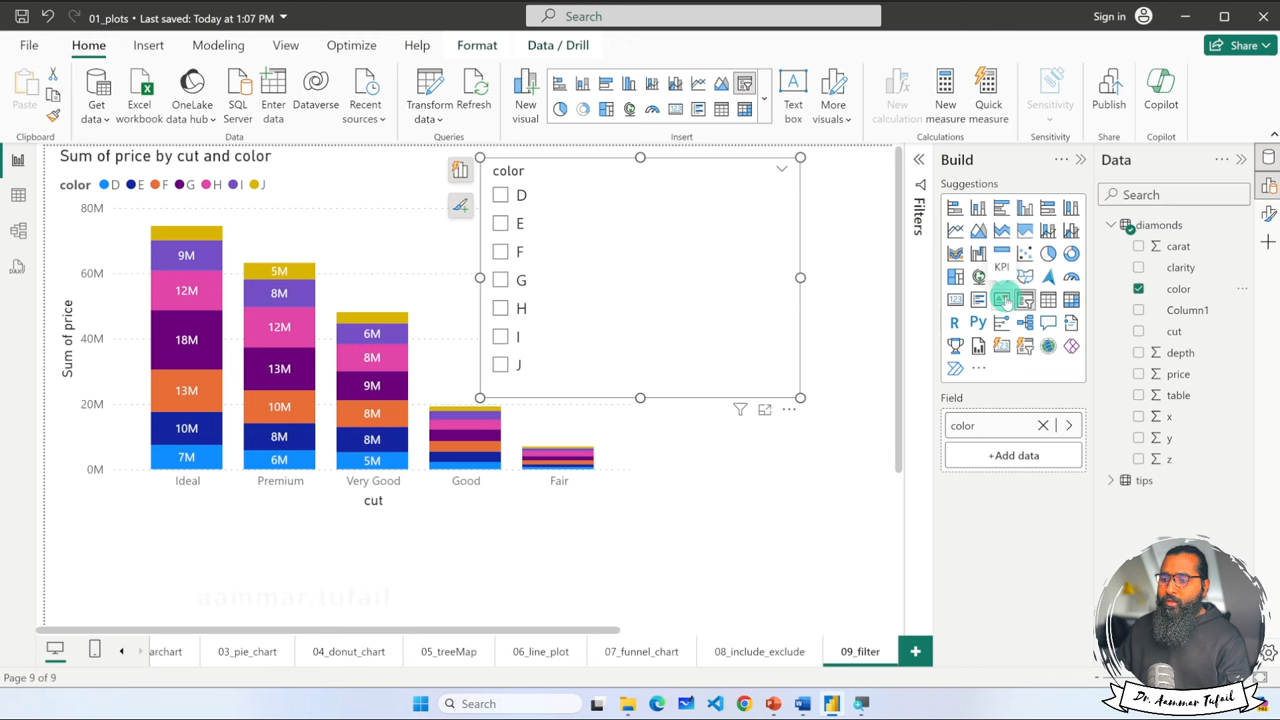 01_plots • Last saved: Today at 1:07 PM
Search
Sign in
File Home Insert Modeling View Optimize Help Format Data / Drill
Share
Paste
Get data
Excel workbook
OneLake data hub
SQL Server
Enter data
Dataverse
Recent sources
Transform data
Refresh
New visual
Text box
More visuals
New calculation
New measure
Quick measure
Sensitivity
Publish
Copilot
Clipboard Data Queries Insert Calculations Sensitivity Share Copilot
Sum of price by cut and color
color D E F G H I J
80M
60M
40M
20M
0M
Sum of price
9M
12M
18M
13M
10M
7M
5M
8M
12M
13M
10M
8M
6M
6M
8M
9M
8M
8M
5M
Ideal Premium Very Good Good Fair
cut
color
D
E
F
G
H
I
J
aammar.tufail
Filters
Build
Suggestions
KPI
123
R Py
Field
color
+Add data
Data
Search
diamonds
carat
clarity
color
Column1
cut
depth
price
table
x
y
z
tips
archart 03_pie_chart 04_donut_chart 05_treeMap 06_line_plot 07_funnel_chart 08_include_exclude 09_filter
Page 9 of 9
Search
Dr. Aammar Tufail